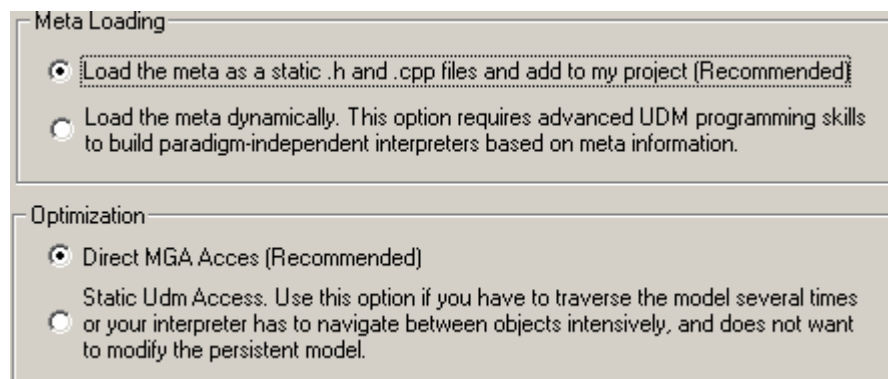 Meta Loading
Load the meta as a static .h and .cpp files and add to my project (Recommended)
Load the meta dynamically. This option requires advanced UDM programming skills
to build paradigm-independent interpreters based on meta information.
Optimization
Direct MGA Acces (Recommended)
Static Udm Access. Use this option if you have to traverse the model several times
or your interpreter has to navigate between objects intensively, and does not want
to modify the persistent model.